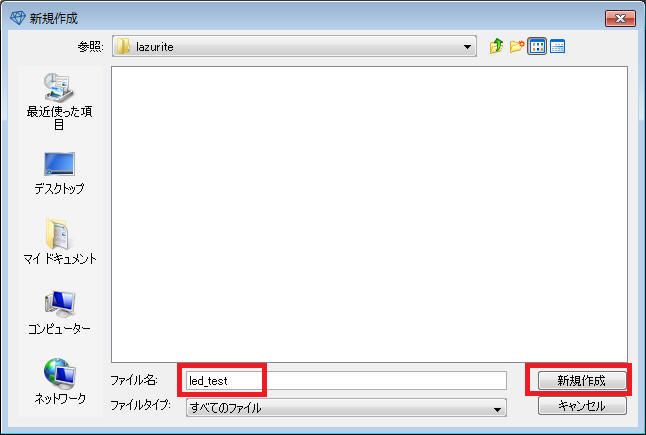 新規作成
参照: lazurite
最近使った項
目
デスクトップ
マイ ドキュメント
コンピューター
ネットワーク
ファイル名: led_test 新規作成
ファイルタイプ: すべてのファイル キャンセル